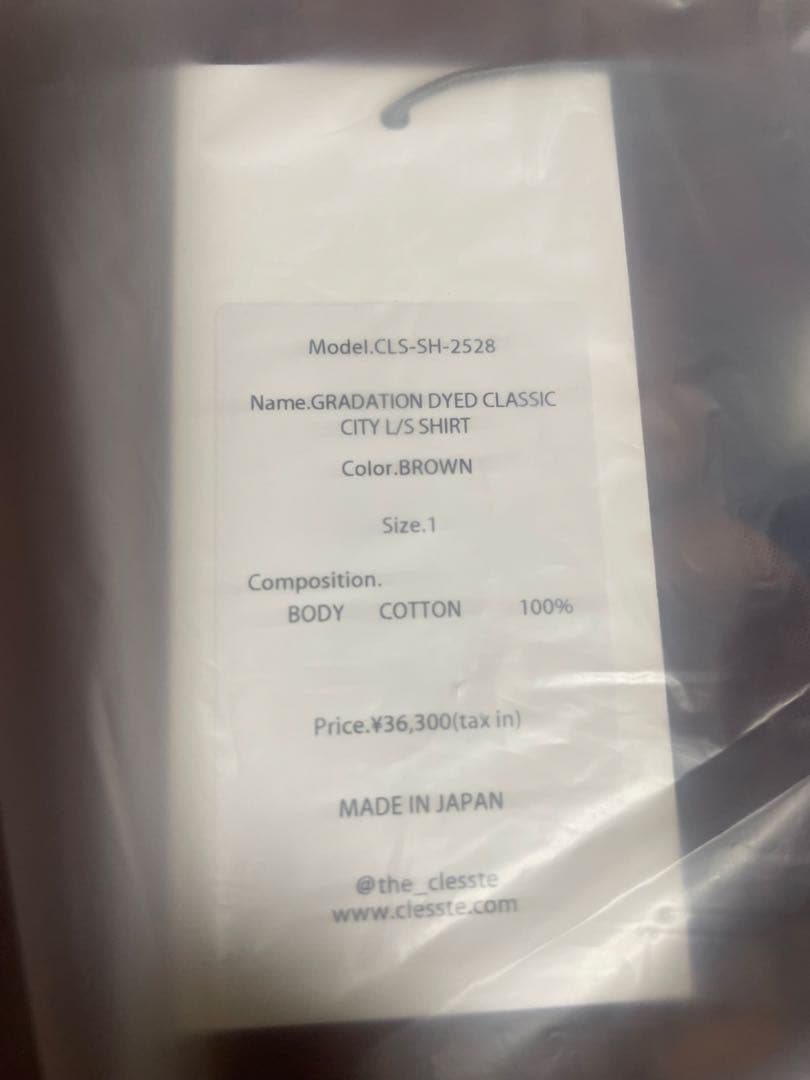 Model.CLS-SH-2528
Name.GRADATION DYED CLASSIC
CITY L/S SHIRT
Color.BROWN
Size.1
Composition.
BODY COTTON 100%
Price.¥36,300(tax in)
MADE IN JAPAN
@the_clesste
www.clesste.com